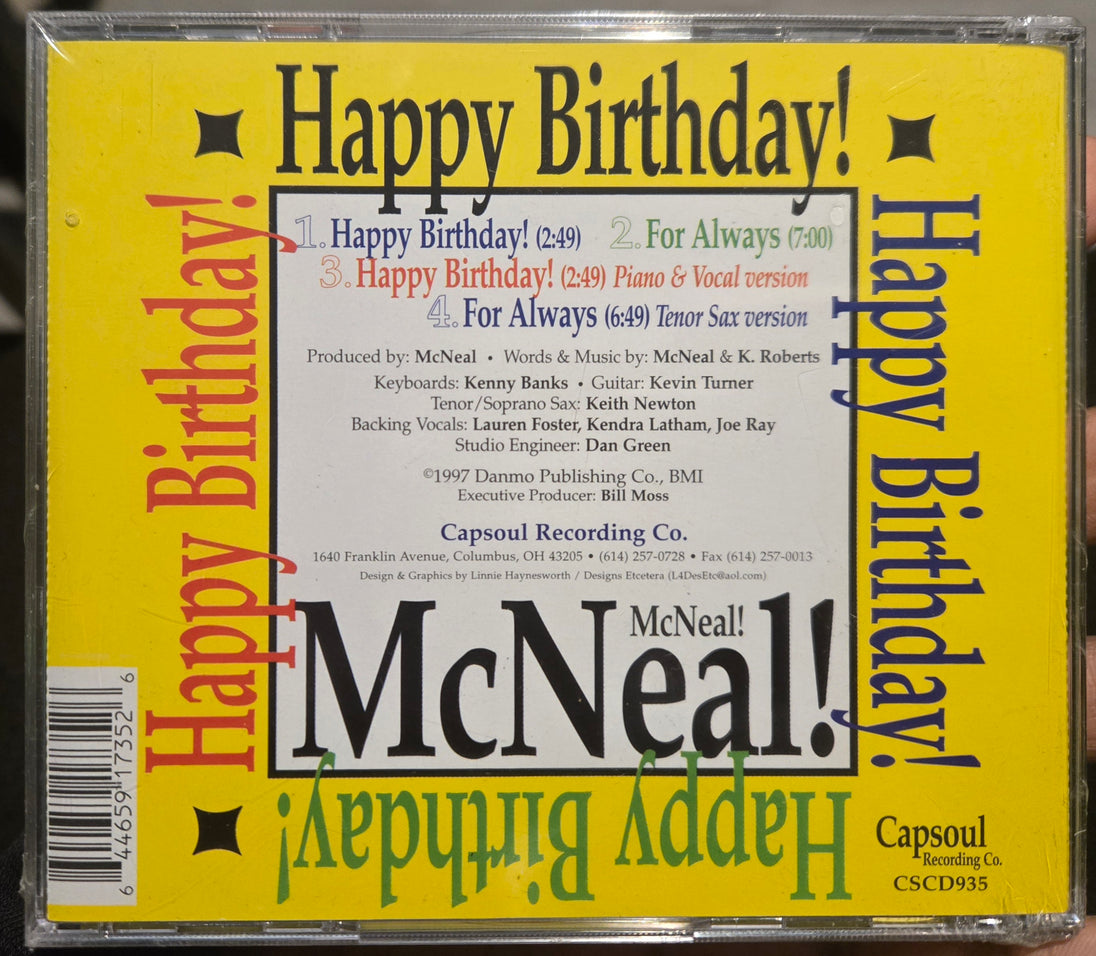 Happy Birthday!
Happy Birthday!
Happy Birthday!
1. Happy Birthday! (2:49) 2. For Always (7:00)
3. Happy Birthday! (2:49) Piano & Vocal version
4. For Always (6:49) Tenor Sax version
Produced by: McNeal • Words & Music by: McNeal & K. Roberts
Keyboards: Kenny Banks • Guitar: Kevin Turner
Tenor/Soprano Sax: Keith Newton
Backing Vocals: Lauren Foster, Kendra Latham, Joe Ray
Studio Engineer: Dan Green
©1997 Danmo Publishing Co., BMI
Executive Producer: Bill Moss
Capsoul Recording Co.
1640 Franklin Avenue, Columbus, OH 43205 • (614) 257-0728 • Fax (614) 257-0013
Design & Graphics by Linnie Haynesworth / Designs Etcetera (L4DesEtc@aol.com)
McNeal!
McNeal!
Happy Birthday!
6 44659 17352 6
Capsoul
Recording Co.
CSCD935